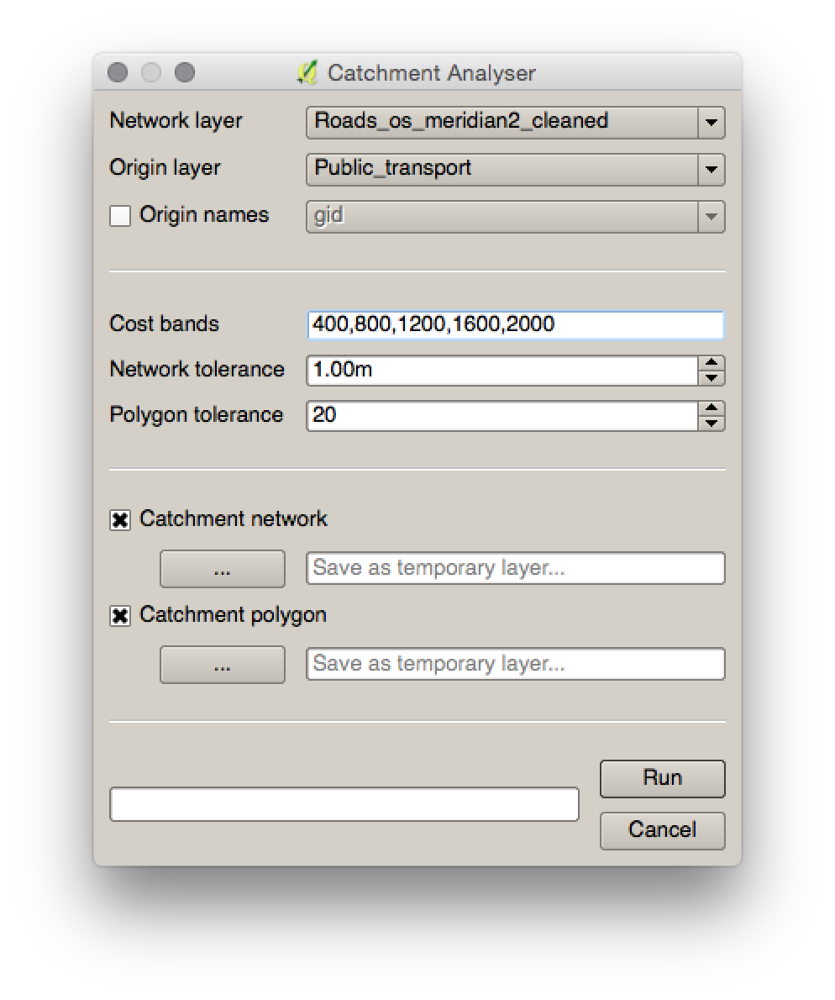 Catchment Analyser
Network layer Roads_os_meridian2_cleaned
Origin layer Public_transport
Origin names gid
Cost bands 400,800,1200,1600,2000
Network tolerance 1.00m
Polygon tolerance 20
Catchment network
... Save as temporary layer...
Catchment polygon
... Save as temporary layer...
Run
Cancel